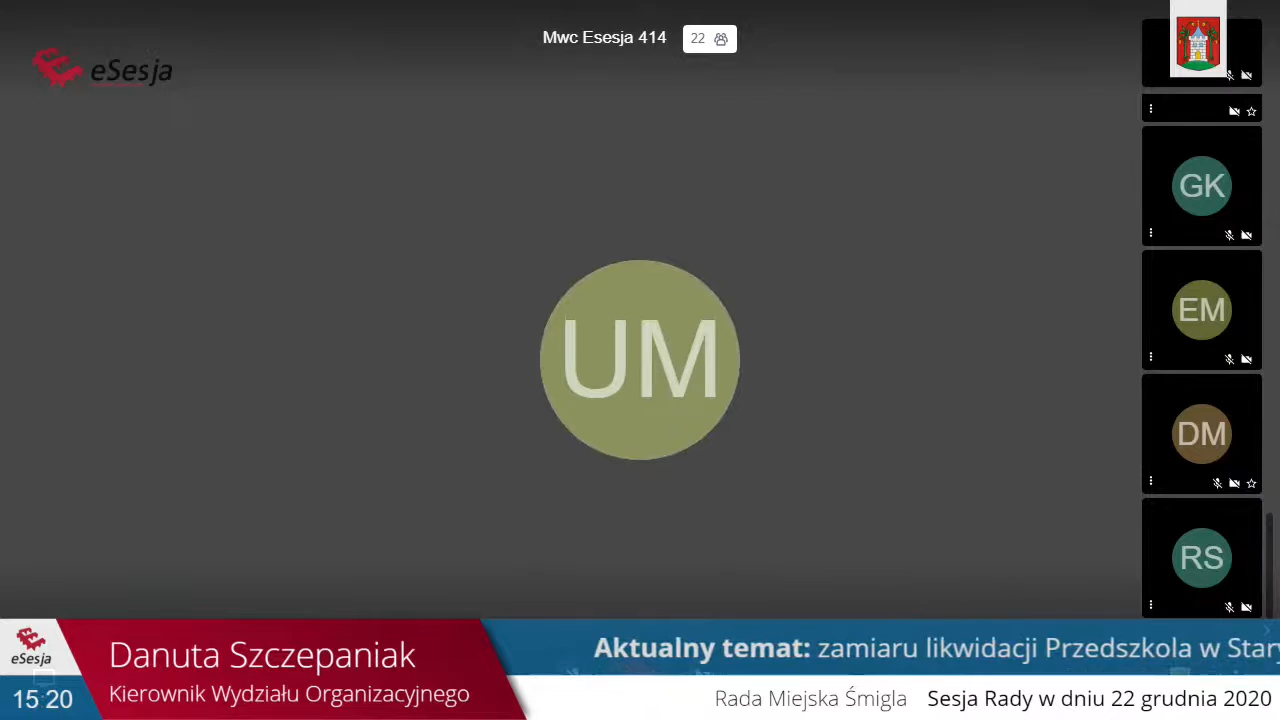 Mwc Esesja 414
22
eSesja
GK
EM
UM
DM
RS
eSesja
15:20
Danuta Szczepaniak
Kierownik Wydziału Organizacyjnego
Aktualny temat: zamiaru likwidacji Przedszkola w Stary
Rada Miejska Śmigla Sesja Rady w dniu 22 grudnia 2020